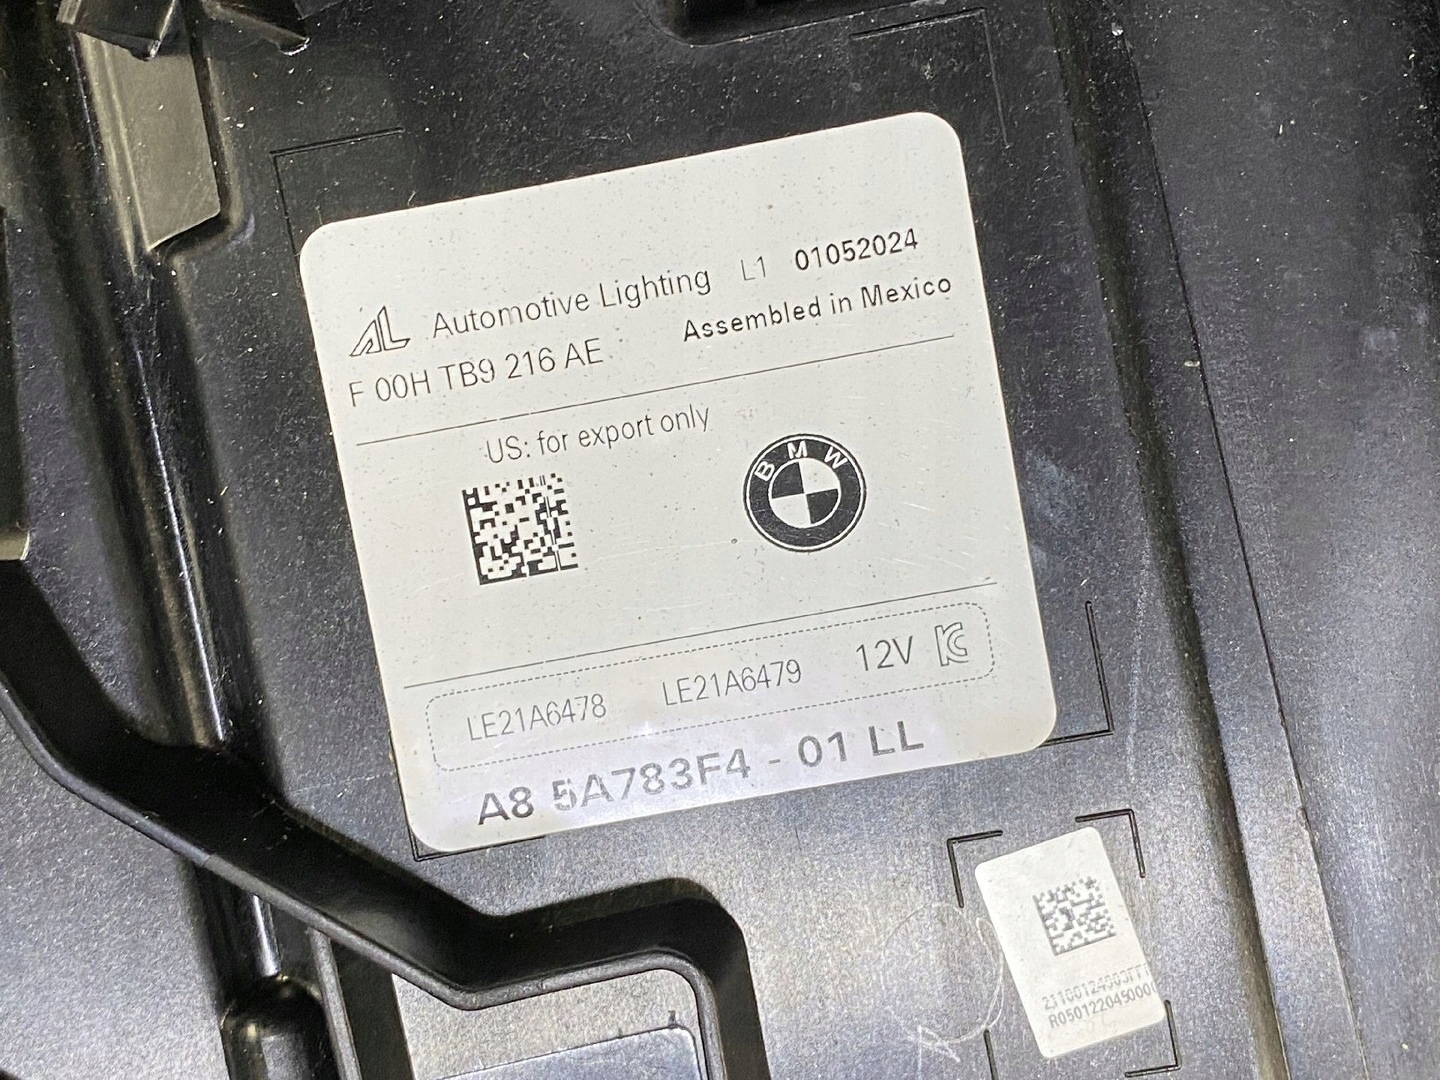 AL Automotive Lighting L1 01052024
F 00H TB9 216 AE Assembled in Mexico
US: for export only
BMW
LE21A6478 LE21A6479 12V
A8 5A783F4 - 01 LL